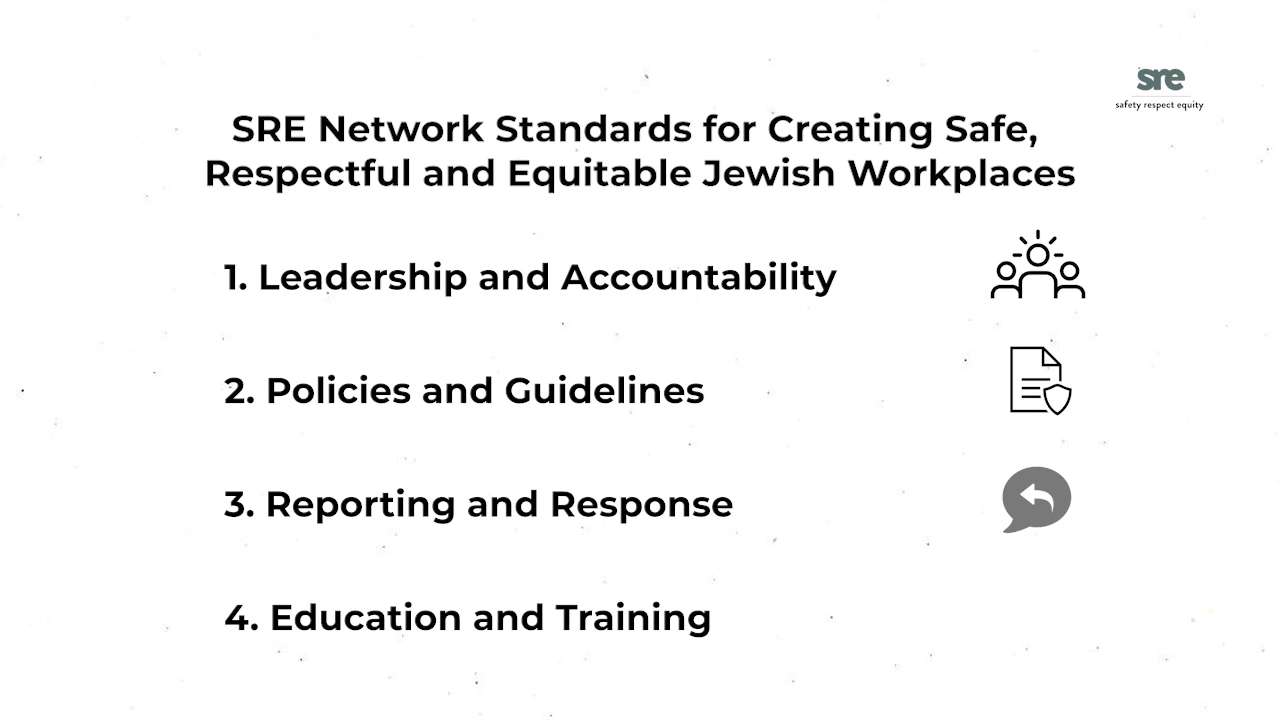 sre
safety respect equity
SRE Network Standards for Creating Safe,
Respectful and Equitable Jewish Workplaces
1. Leadership and Accountability
2. Policies and Guidelines
3. Reporting and Response
4. Education and Training